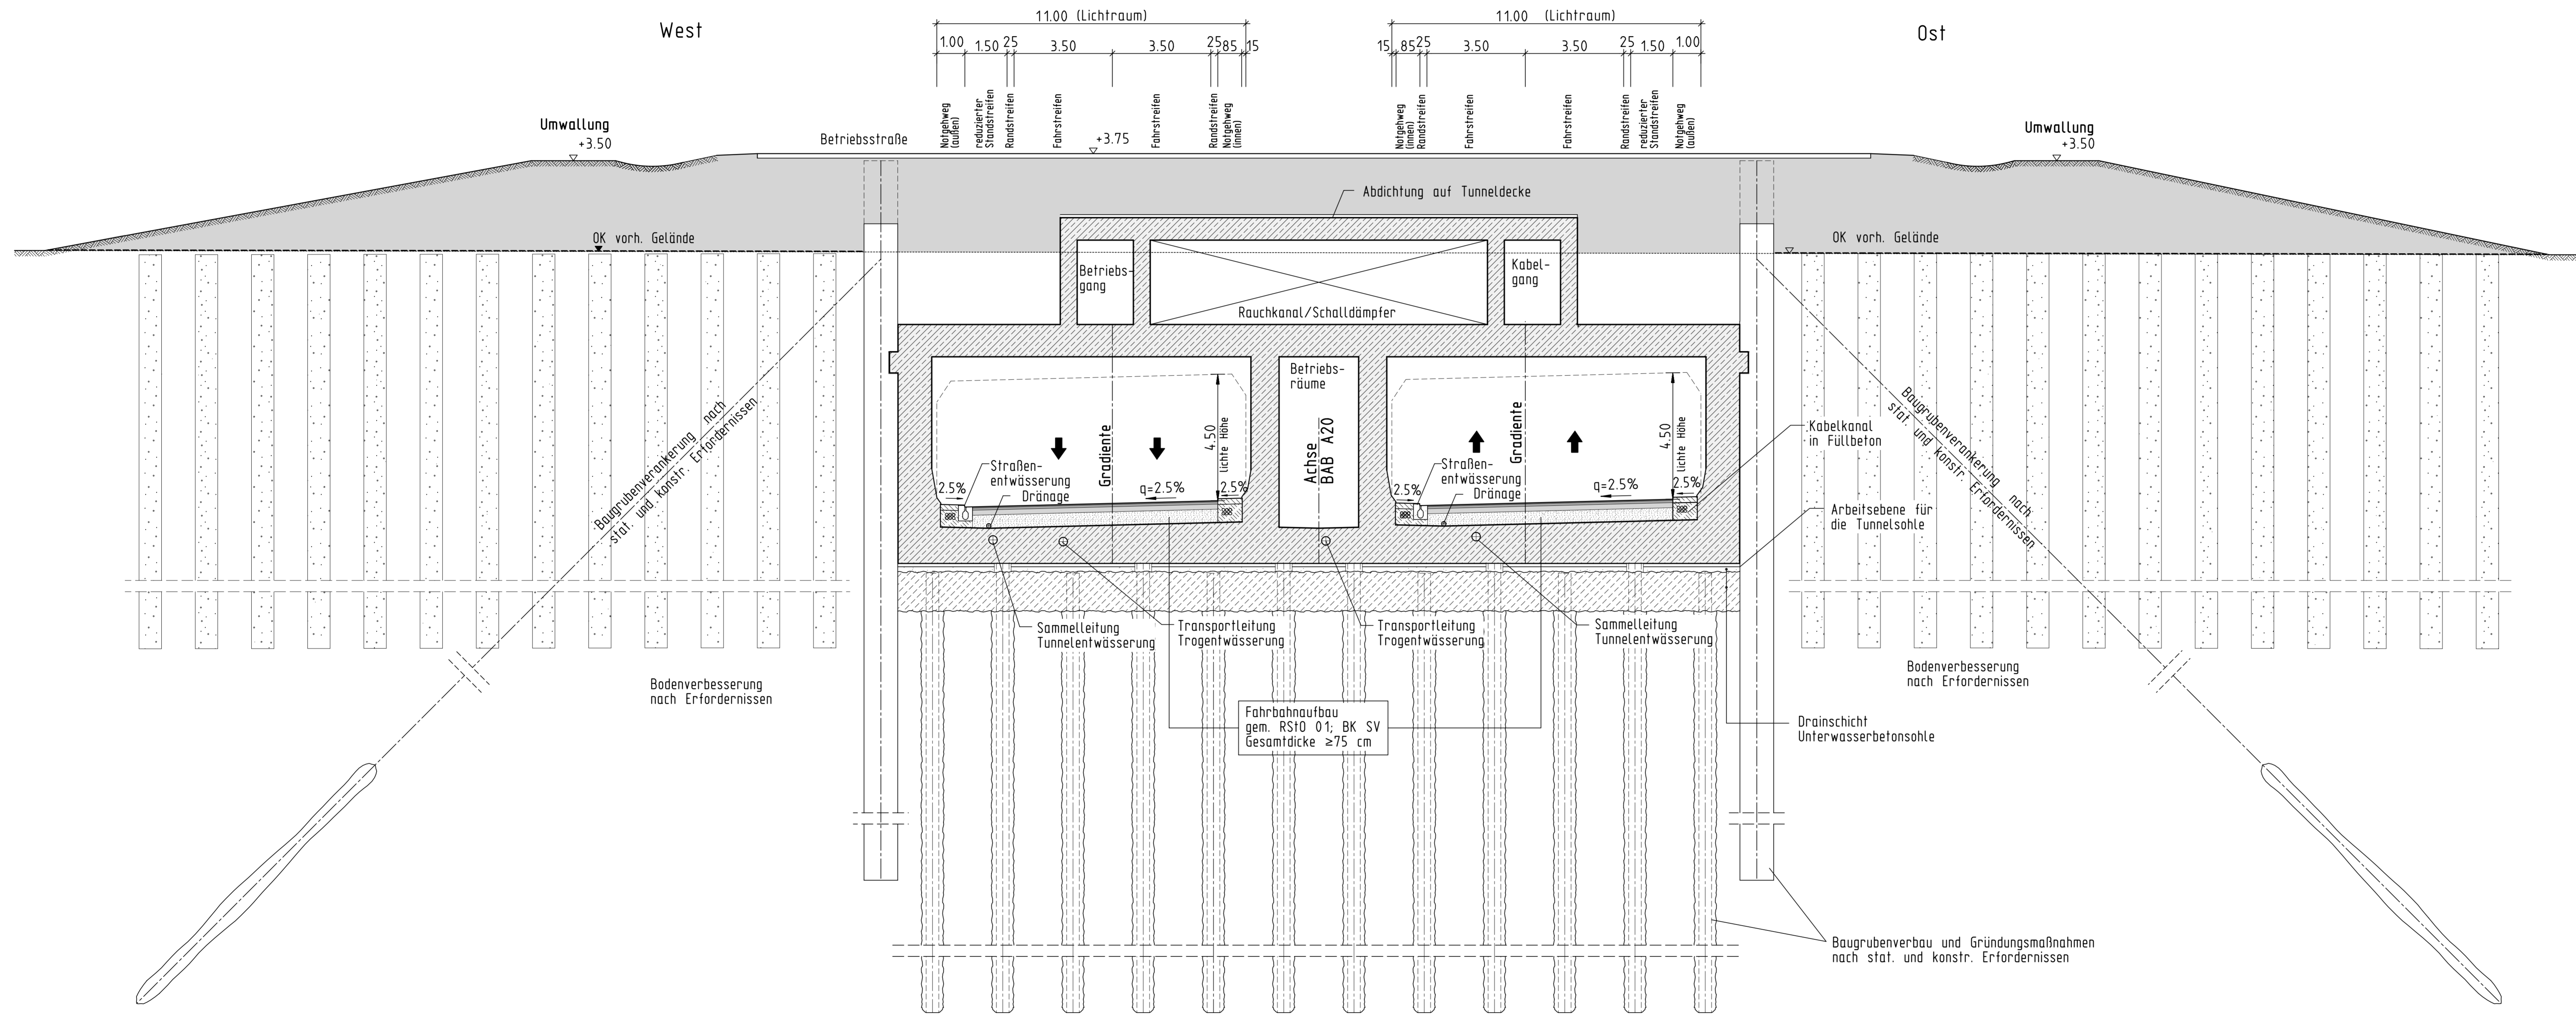 West
Ost
11.00 (Lichtraum)
11.00 (Lichtraum)
1.00 1.50 25 3.50 3.50 25 85 15
15 85 25 3.50 3.50 25 1.50 1.00
Notgehweg
(außen)
reduzierter
Standstreifen
Randstreifen
Fahrstreifen
Fahrstreifen
Randstreifen
Notgehweg
(innen)
Notgehweg
(innen)
Randstreifen
Fahrstreifen
Fahrstreifen
Randstreifen
reduzierter
Standstreifen
Notgehweg
(außen)
Umwallung
+3.50
Betriebsstraße
+3.75
Umwallung
+3.50
Abdichtung auf Tunneldecke
OK vorh. Gelände
OK vorh. Gelände
Betriebs-
gang
Rauchkanal/Schalldämpfer
Kabel-
gang
Betriebs-
räume
Achse
BAB A20
Gradiente
4.50
lichte Höhe
Straßen-
entwässerung
Dränage
2.5%
q=2.5%
2.5%
Gradiente
4.50
lichte Höhe
Straßen-
entwässerung
Dränage
2.5%
q=2.5%
2.5%
Kabelkanal
in Füllbeton
Arbeitsebene für
die Tunnelsohle
Baugrubenverankerung nach
stat. und. konstr. Erfordernissen
Baugrubenverankerung nach
stat. und konstr. Erfordernissen
Sammelleitung
Tunnelentwässerung
Transportleitung
Trogentwässerung
Transportleitung
Trogentwässerung
Sammelleitung
Tunnelentwässerung
Bodenverbesserung
nach Erfordernissen
Bodenverbesserung
nach Erfordernissen
Fahrbahnaufbau
gem. RStO 01; BK SV
Gesamtdicke ≥75 cm
Drainschicht
Unterwasserbetonsohle
Baugrubenverbau und Gründungsmaßnahmen
nach stat. und konstr. Erfordernissen